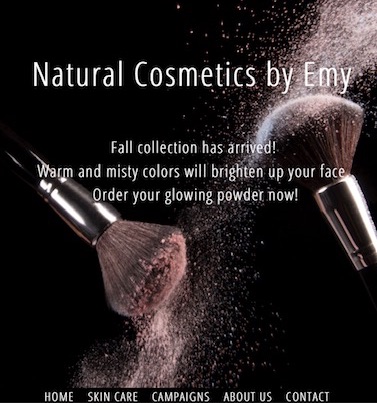 Natural Cosmetics by Emy
Fall collection has arrived!
Warm and misty colors will brighten up your face.
Order your glowing powder now!
HOME SKIN CARE CAMPAIGNS ABOUT US CONTACT